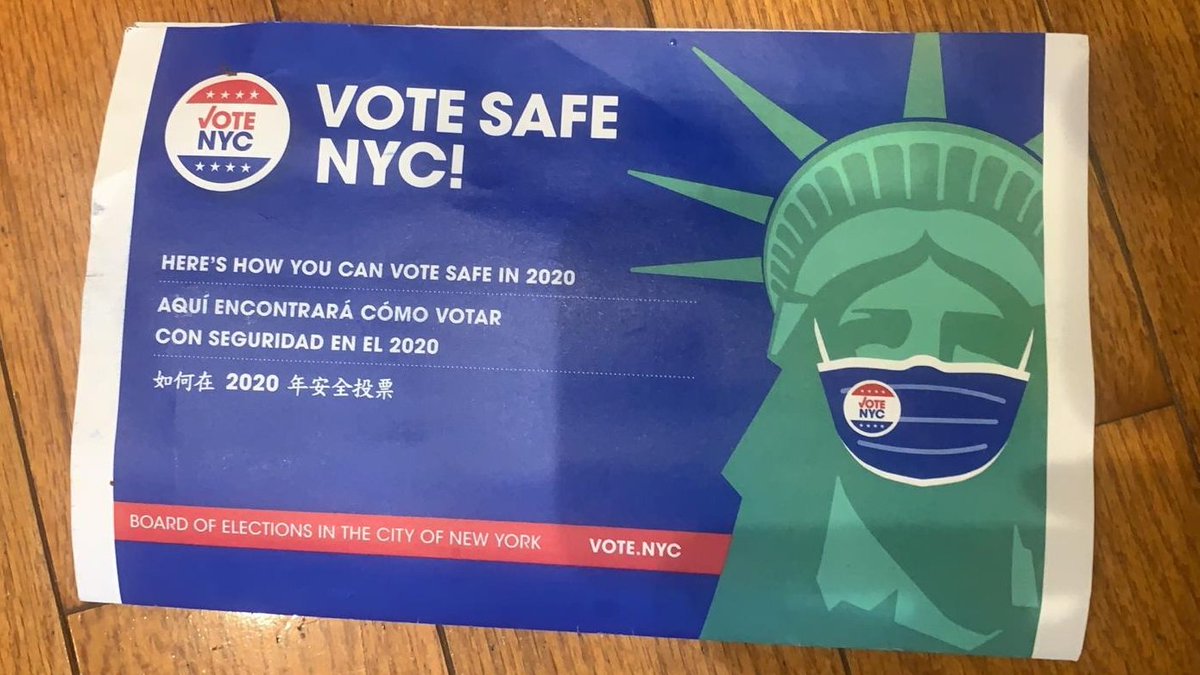 VOTE NYC
VOTE SAFE
NYC!
HERE'S HOW YOU CAN VOTE SAFE IN 2020
AQUÍ ENCONTRARÁ CÓMO VOTAR
CON SEGURIDAD EN EL 2020
如何在 2020 年安全投票
VOTE
NYC
BOARD OF ELECTIONS IN THE CITY OF NEW YORK
VOTE.NYC